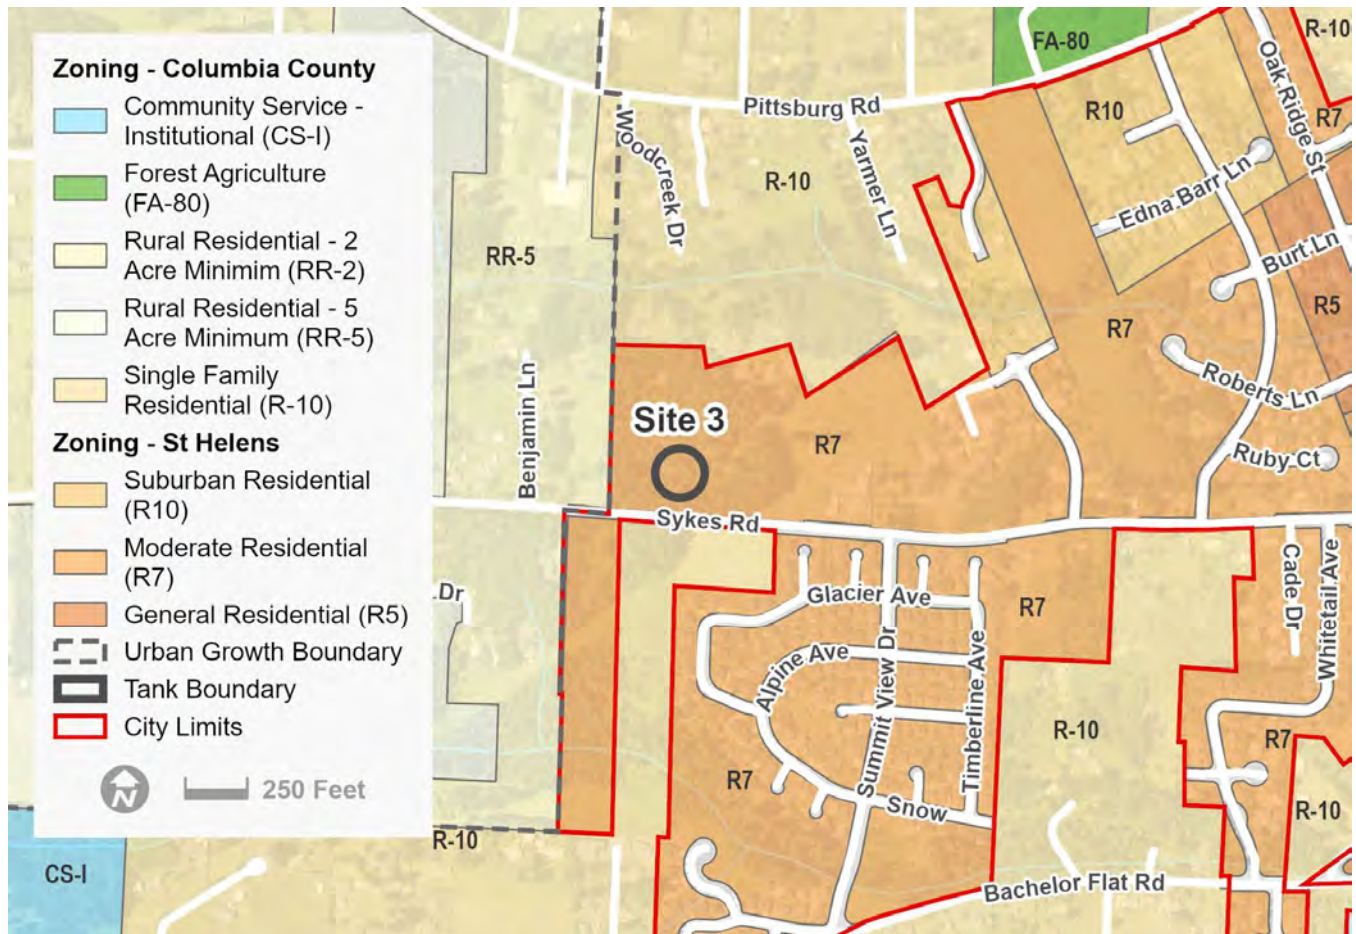 Zoning - Columbia County
Community Service -
Institutional (CS-I)
Forest Agriculture
(FA-80)
Rural Residential - 2
Acre Minimim (RR-2)
Rural Residential - 5
Acre Minimum (RR-5)
Single Family
Residential (R-10)
Zoning - St Helens
Suburban Residential
(R10)
Moderate Residential
(R7)
General Residential (R5)
Urban Growth Boundary
Tank Boundary
City Limits
N
250 Feet
FA-80
R-10
Oak Ridge St
Pittsburg Rd
R10
R7
Woodcreek Dr
Yarmer Ln
R-10
Edna Barr Ln
RR-5
Burt Ln
R5
R7
Benjamin Ln
Roberts Ln
Site 3
R7
Ruby Ct
Sykes Rd
Cade Dr
Whitetail Ave
. Dr
Glacier Ave
R7
Alpine Ave
Summit View Dr
Timberline Ave
R-10
R7
R7
Snow
R-10
R-10
CS-I
Bachelor Flat Rd